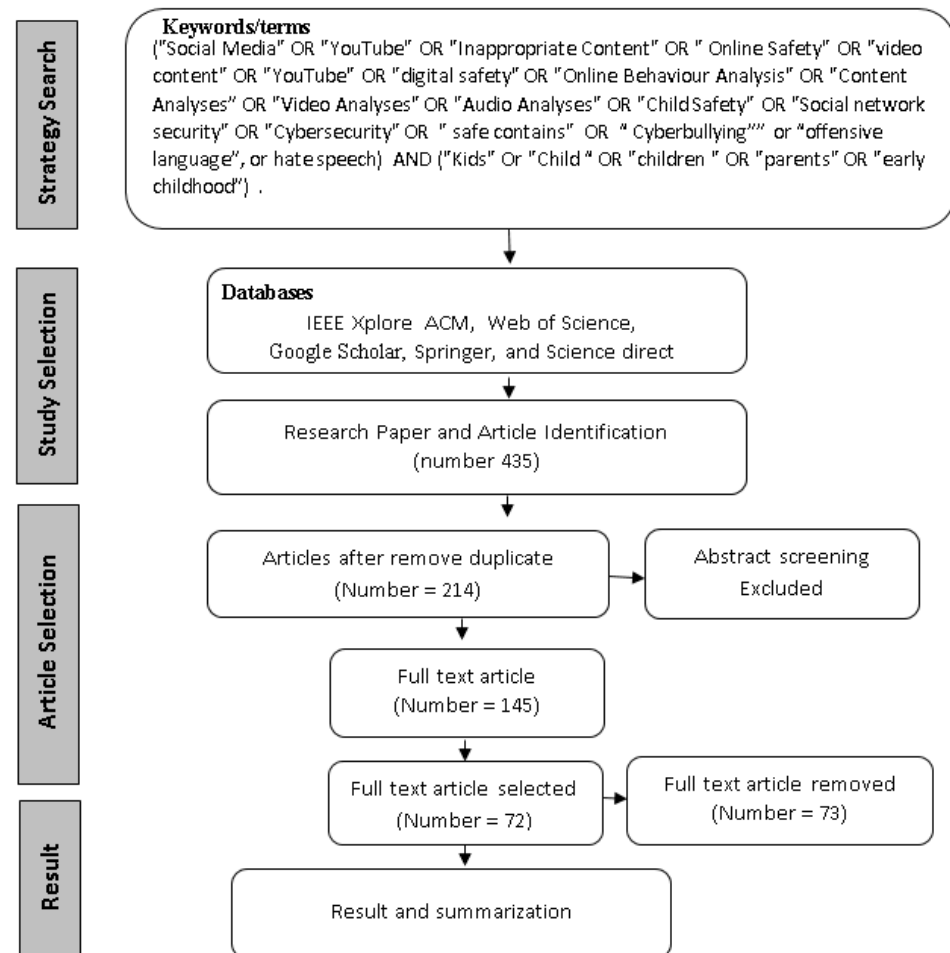 Strategy Search
Keywords/terms
("Social Media" OR "YouTube" OR "Inappropriate Content" OR " Online Safety" OR "video
content" OR "YouTube" OR "digital safety" OR "Online Behaviour Analysis" OR "Content
Analyses” OR "Video Analyses" OR "Audio Analyses" OR "Child Safety" OR "Social network
security" OR "Cybersecurity" OR " safe contains" OR “ Cyberbullying”" or "offensive
language", or hate speech) AND ("Kids" Or "Child “ OR "children " OR "parents" OR "early
childhood") .
Study Selection
Databases
IEEE Xplore ACM, Web of Science,
Google Scholar, Springer, and Science direct
Research Paper and Article Identification
(number 435)
Article Selection
Articles after remove duplicate
(Number = 214)
Abstract screening
Excluded
Full text article
(Number = 145)
Full text article selected
(Number = 72)
Full text article removed
(Number = 73)
Result
Result and summarization